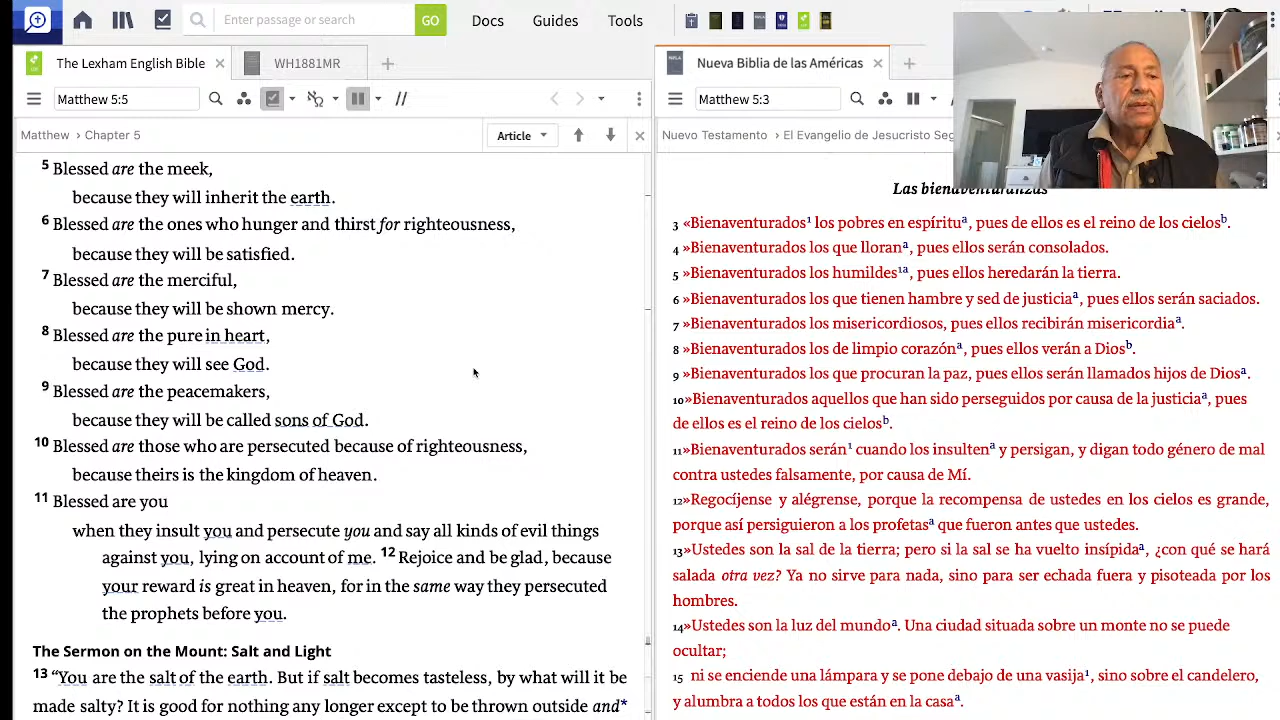 Enter passage or search
GO
Docs
Guides
Tools
The Lexham English Bible
WH1881MR
Nueva Biblia de las Américas
Matthew 5:5
Matthew 5:3
Matthew › Chapter 5
Article
Nuevo Testamento › El Evangelio de Jesucristo Seg
5 Blessed are the meek,
because they will inherit the earth.
6 Blessed are the ones who hunger and thirst for righteousness,
because they will be satisfied.
7 Blessed are the merciful,
because they will be shown mercy.
8 Blessed are the pure in heart,
because they will see God.
9 Blessed are the peacemakers,
because they will be called sons of God.
10 Blessed are those who are persecuted because of righteousness,
because theirs is the kingdom of heaven.
11 Blessed are you
when they insult you and persecute you and say all kinds of evil things
against you, lying on account of me. 12 Rejoice and be glad, because
your reward is great in heaven, for in the same way they persecuted
the prophets before you.
The Sermon on the Mount: Salt and Light
13 “You are the salt of the earth. But if salt becomes tasteless, by what will it be
made salty? It is good for nothing any longer except to be thrown outside and*
Las bienaventuranzas
3 «Bienaventurados1 los pobres en espíritua, pues de ellos es el reino de los cielosb.
4 »Bienaventurados los que llorana, pues ellos serán consolados.
5 »Bienaventurados los humildes1a, pues ellos heredarán la tierra.
6 »Bienaventurados los que tienen hambre y sed de justiciaa, pues ellos serán saciados.
7 »Bienaventurados los misericordiosos, pues ellos recibirán misericordiaa.
8 »Bienaventurados los de limpio corazóna, pues ellos verán a Diosb.
9 »Bienaventurados los que procuran la paz, pues ellos serán llamados hijos de Diosa.
10»Bienaventurados aquellos que han sido perseguidos por causa de la justiciaa, pues
de ellos es el reino de los cielosb.
11»Bienaventurados serán1 cuando los insultena y persigan, y digan todo género de mal
contra ustedes falsamente, por causa de Mí.
12»Regocíjense y alégrense, porque la recompensa de ustedes en los cielos es grande,
porque así persiguieron a los profetasa que fueron antes que ustedes.
13»Ustedes son la sal de la tierra; pero si la sal se ha vuelto insípidaa, ¿con qué se hará
salada otra vez? Ya no sirve para nada, sino para ser echada fuera y pisoteada por los
hombres.
14»Ustedes son la luz del mundoa. Una ciudad situada sobre un monte no se puede
ocultar;
15 ni se enciende una lámpara y se pone debajo de una vasija1, sino sobre el candelero,
y alumbra a todos los que están en la casaa.